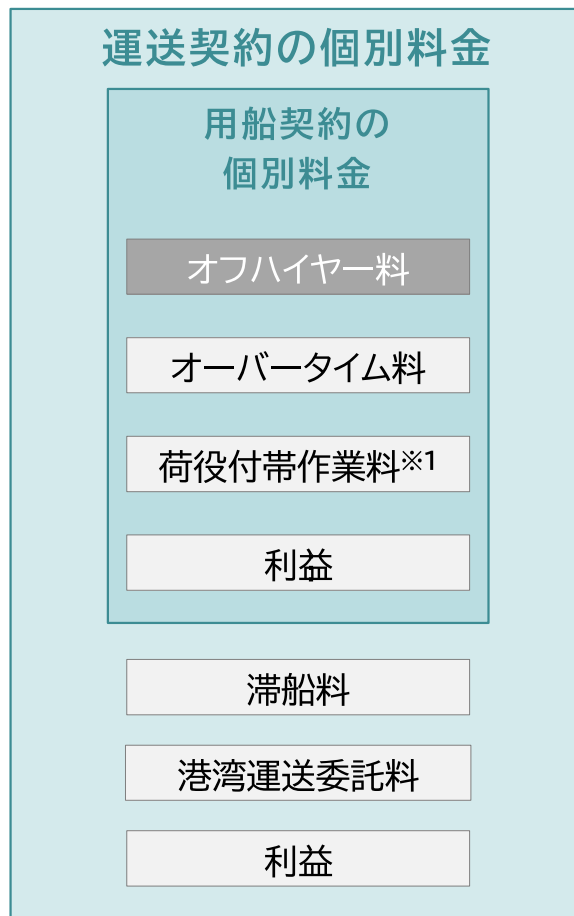 運送契約の個別料金
用船契約の
個別料金
オフハイヤー料
オーバータイム料
荷役付帯作業料※1
利益
滞船料
港湾運送委託料
利益